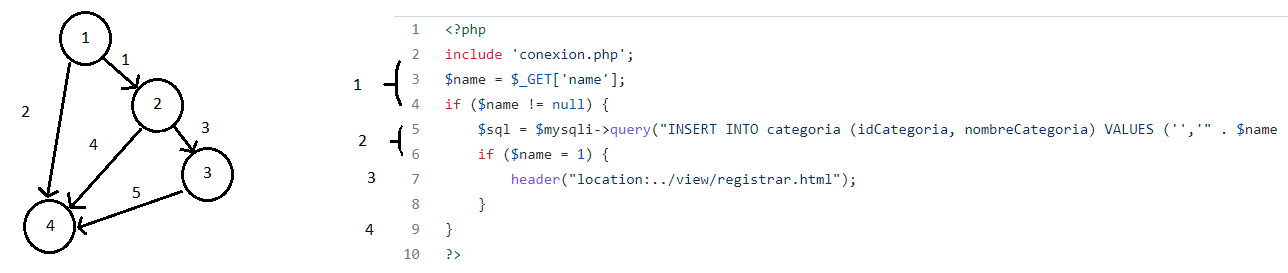 1
1
2
2
3
4
3
5
4
1 <?php
2 include 'conexion.php';
1 3 $name = $_GET['name'];
4 if ($name != null) {
5 $sql = $mysqli->query("INSERT INTO categoria (idCategoria, nombreCategoria) VALUES ('','" . $name
2 6 if ($name = 1) {
3 7 header("location:../view/registrar.html");
8 }
4 9 }
10 ?>